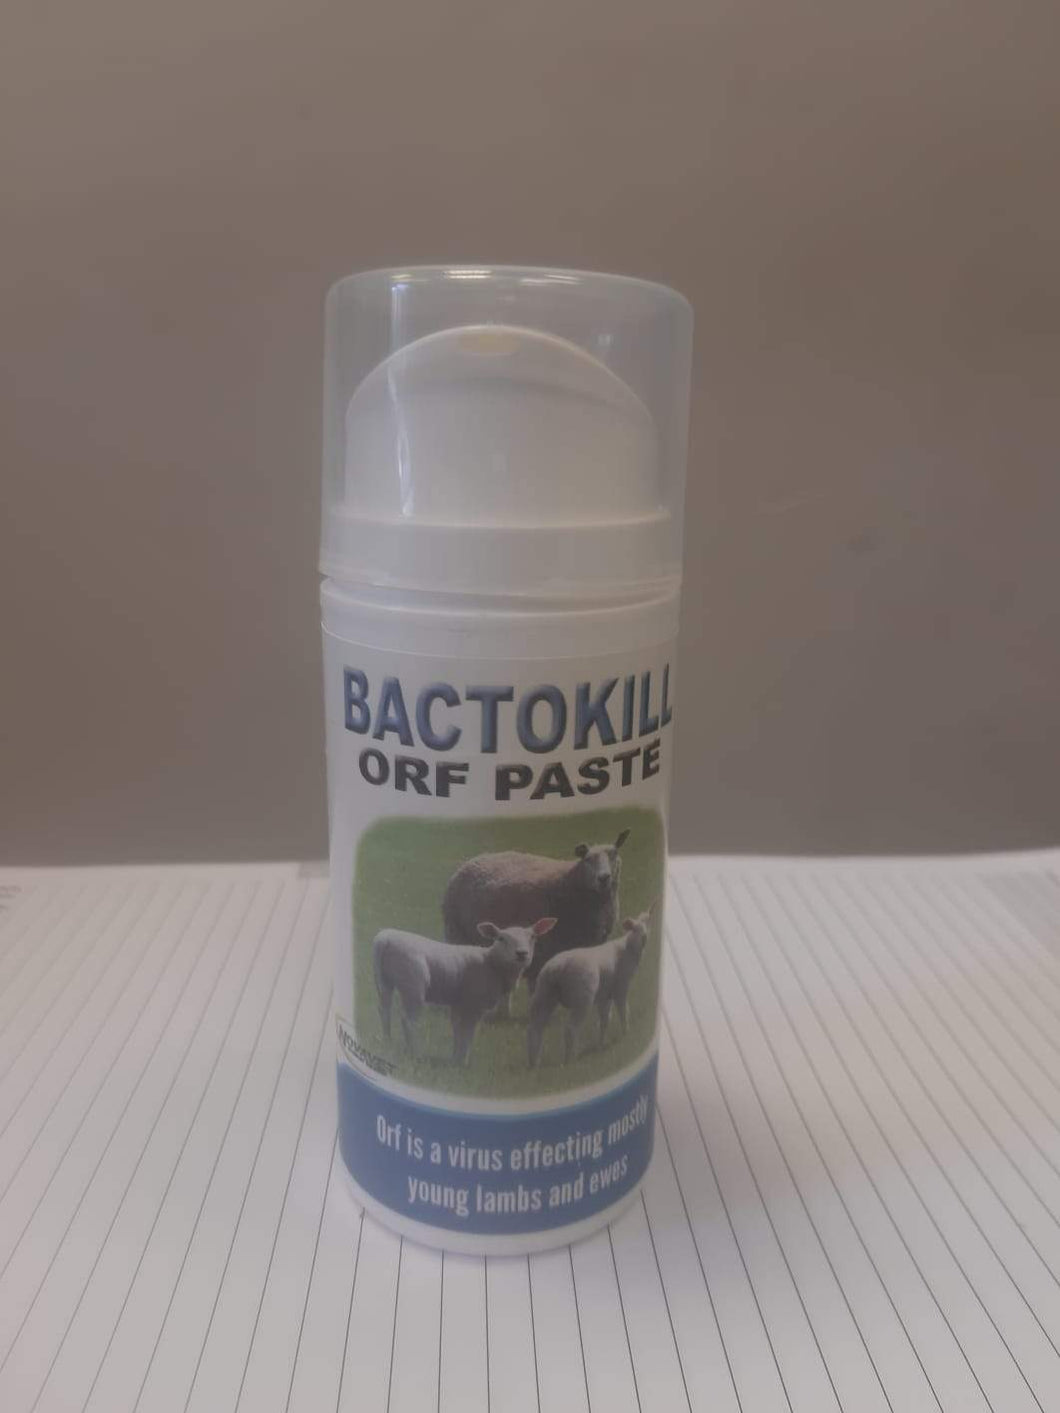 BACTOKILL
ORF PASTE
Orf is a virus effecting mostly
young lambs and ewes